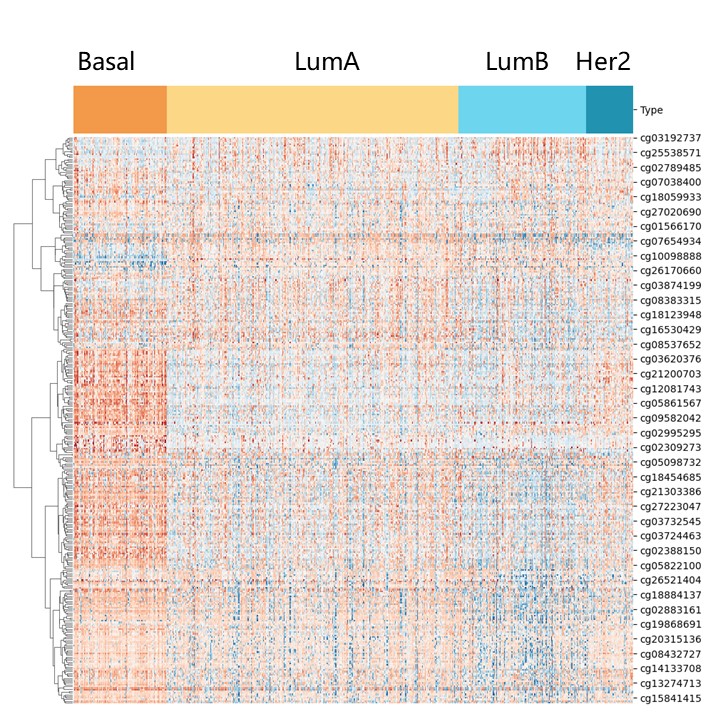 Basal LumA LumB Her2
Type
cg03192737
cg25538571
cg02789485
cg07038400
cg18059933
cg27020690
cg01566170
cg07654934
cg10098888
cg26170660
cg03874199
cg08383315
cg18123948
cg16530429
cg08537652
cg03620376
cg21200703
cg12081743
cg05861567
cg09582042
cg02995295
cg02309273
cg05098732
cg18454685
cg21303386
cg27223047
cg03732545
cg03724463
cg02388150
cg05822100
cg26521404
cg18884137
cg02883161
cg19868691
cg20315136
cg08432727
cg14133708
cg13274713
cg15841415